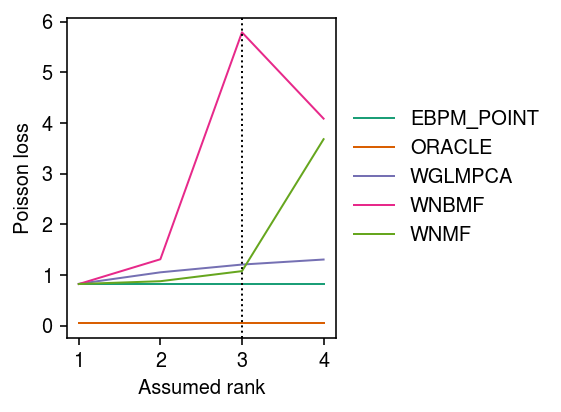 6
5
4
3
2
1
0
Poisson loss
1 2 3 4
Assumed rank
EBPM_POINT
ORACLE
WGLMPCA
WNBMF
WNMF